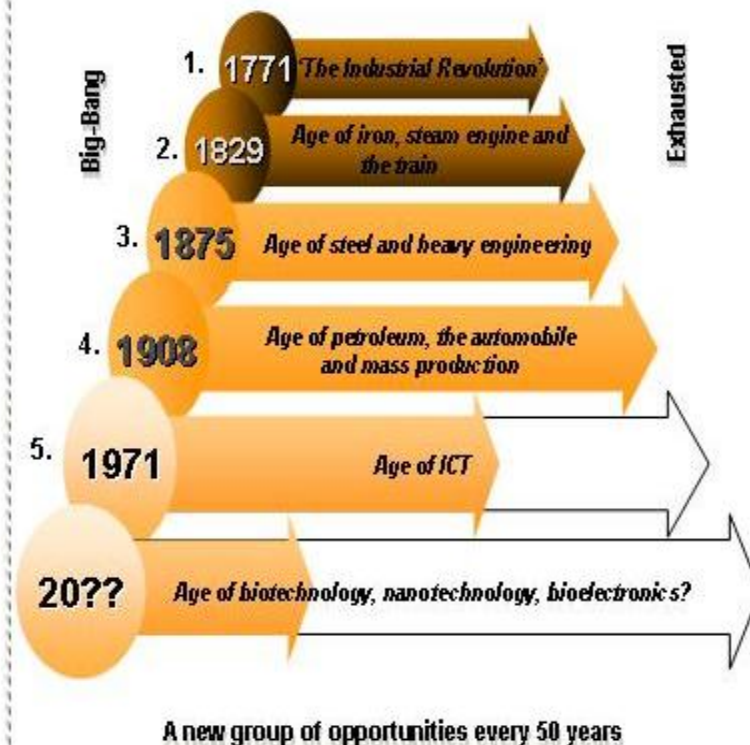 Big-Bang
Exhausted
1. 1771 'The Industrial Revolution'
2. 1829 Age of iron, steam engine and
the train
3. 1875 Age of steel and heavy engineering
4. 1908 Age of petroleum, the automobile
and mass production
5. 1971 Age of ICT
20?? Age of biotechnology, nanotechnology, bioelectronics?
A new group of opportunities every 50 years